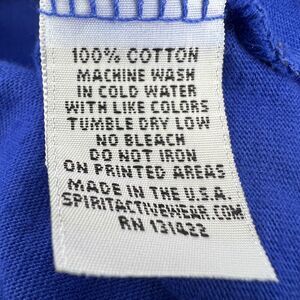 100% COTTON
MACHINE WASH
IN COLD WATER
WITH LIKE COLORS
TUMBLE DRY LOW
NO BLEACH
DO NOT IRON
ON PRINTED AREAS
MADE IN THE U.S.A.
SPIRITACTIVEWEAR.COM
RN 131422